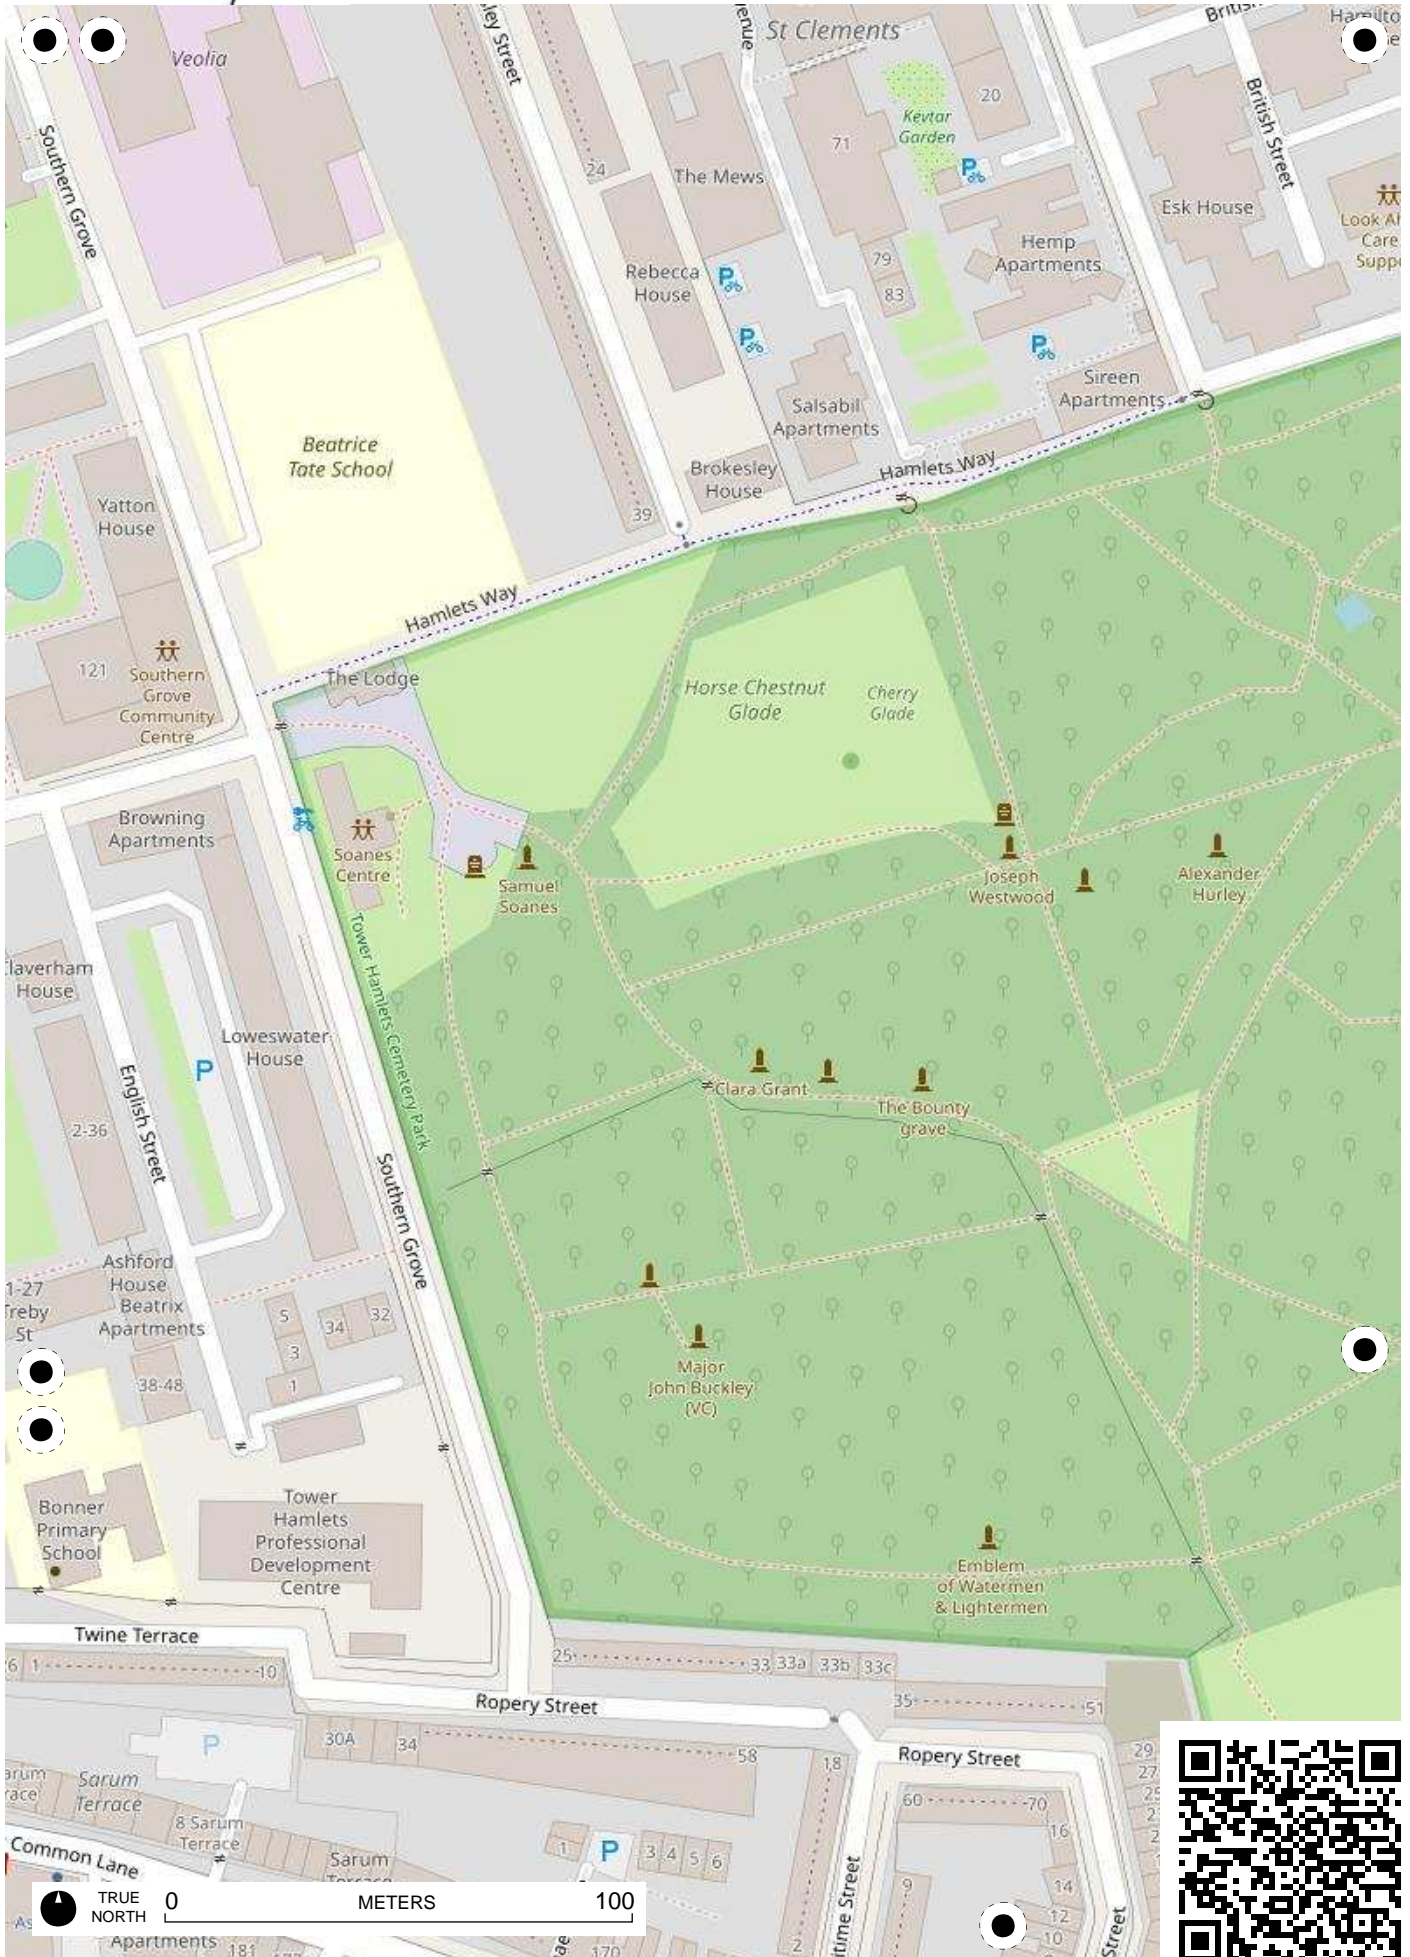 Veolia
Southern Grove
St Clements
Kevtar
Garden
20
71
24
The Mews
British Street
Esk House
Hemp
Apartments
79
83
Rebecca
House
P
P
P
P
Sireen
Apartments
Salsabil
Apartments
Hamlets Way
Brokesley
House
39
Beatrice
Tate School
Yatton
House
Hamlets Way
121
Southern
Grove
Community
Centre
The Lodge
Horse Chestnut
Glade
Cherry
Glade
Browning
Apartments
Soanes
Centre
Samuel
Soanes
Joseph
Westwood
Alexander
Hurley
Tower Hamlets Cemetery Park
House
Loweswater
House
P
English Street
2-36
Clara Grant
The Bounty
grave
Southern Grove
Ashford
House
Beatrix
Apartments
St
5
3
1
34
32
38-48
Major
John Buckley
(VC)
Bonner
Primary
School
Tower
Hamlets
Professional
Development
Centre
Emblem
of Watermen
& Lightermen
Twine Terrace
1
10
25
33
33a
33b
33c
Ropery Street
35
51
30A
34
58
18
Ropery Street
P
Sarum
Terrace
8 Sarum
Terrace
60
70
16
29
1
P
3
4
5
6
Common Lane
Sarum
9
14
12
10
2
Street
TRUE
NORTH
0
METERS
100
Apartments
181
170